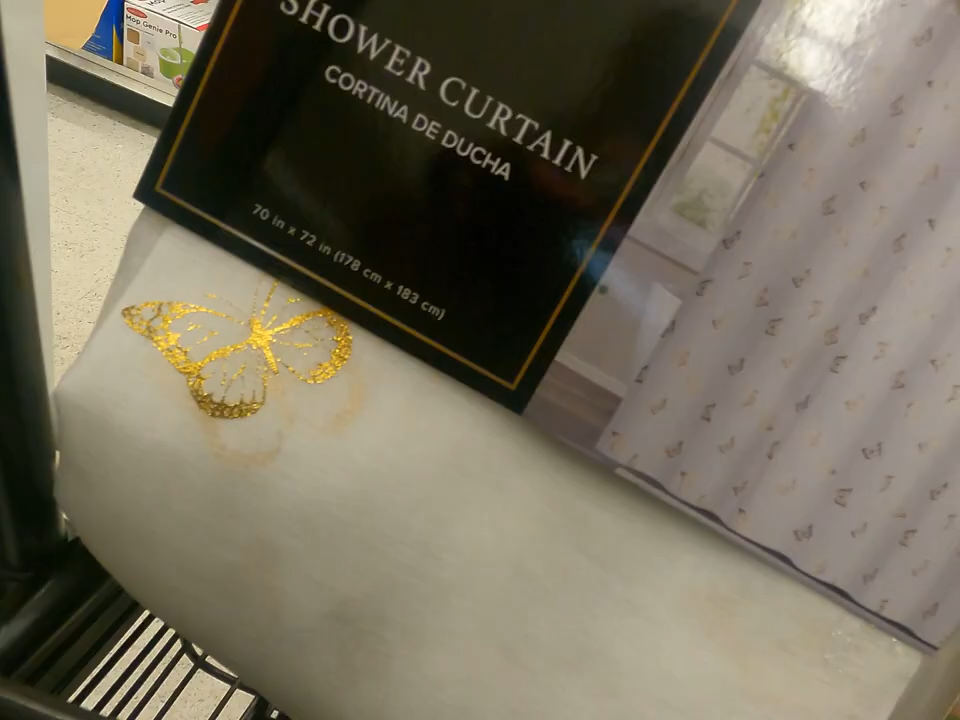 Mop Genie Pro
SHOWER CURTAIN
CORTINA DE DUCHA
70 in x 72 in (178 cm x 183 cm)